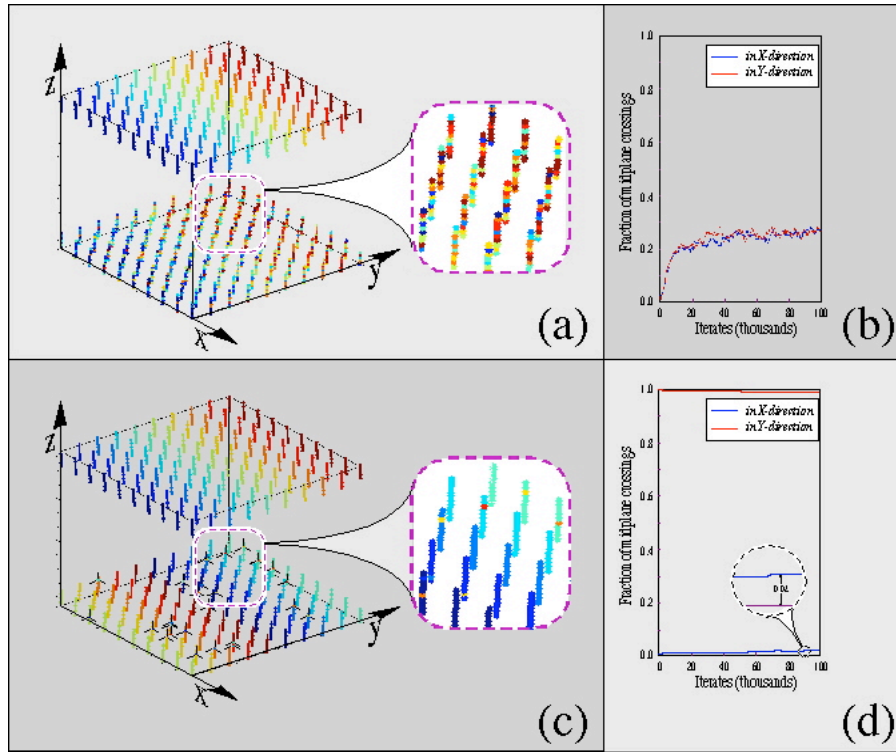 z
y
x
(a)
1.0
0.8
0.6
0.4
0.2
0.0
0 20 40 60 80 100
Fraction of midplane crossings
Iterates (thousands)
in X-direction
in Y-direction
(b)
z
y
x
(c)
1.0
0.8
0.6
0.4
0.2
0.0
0 20 40 60 80 100
Fraction of midplane crossings
Iterates (thousands)
in X-direction
in Y-direction
(d)